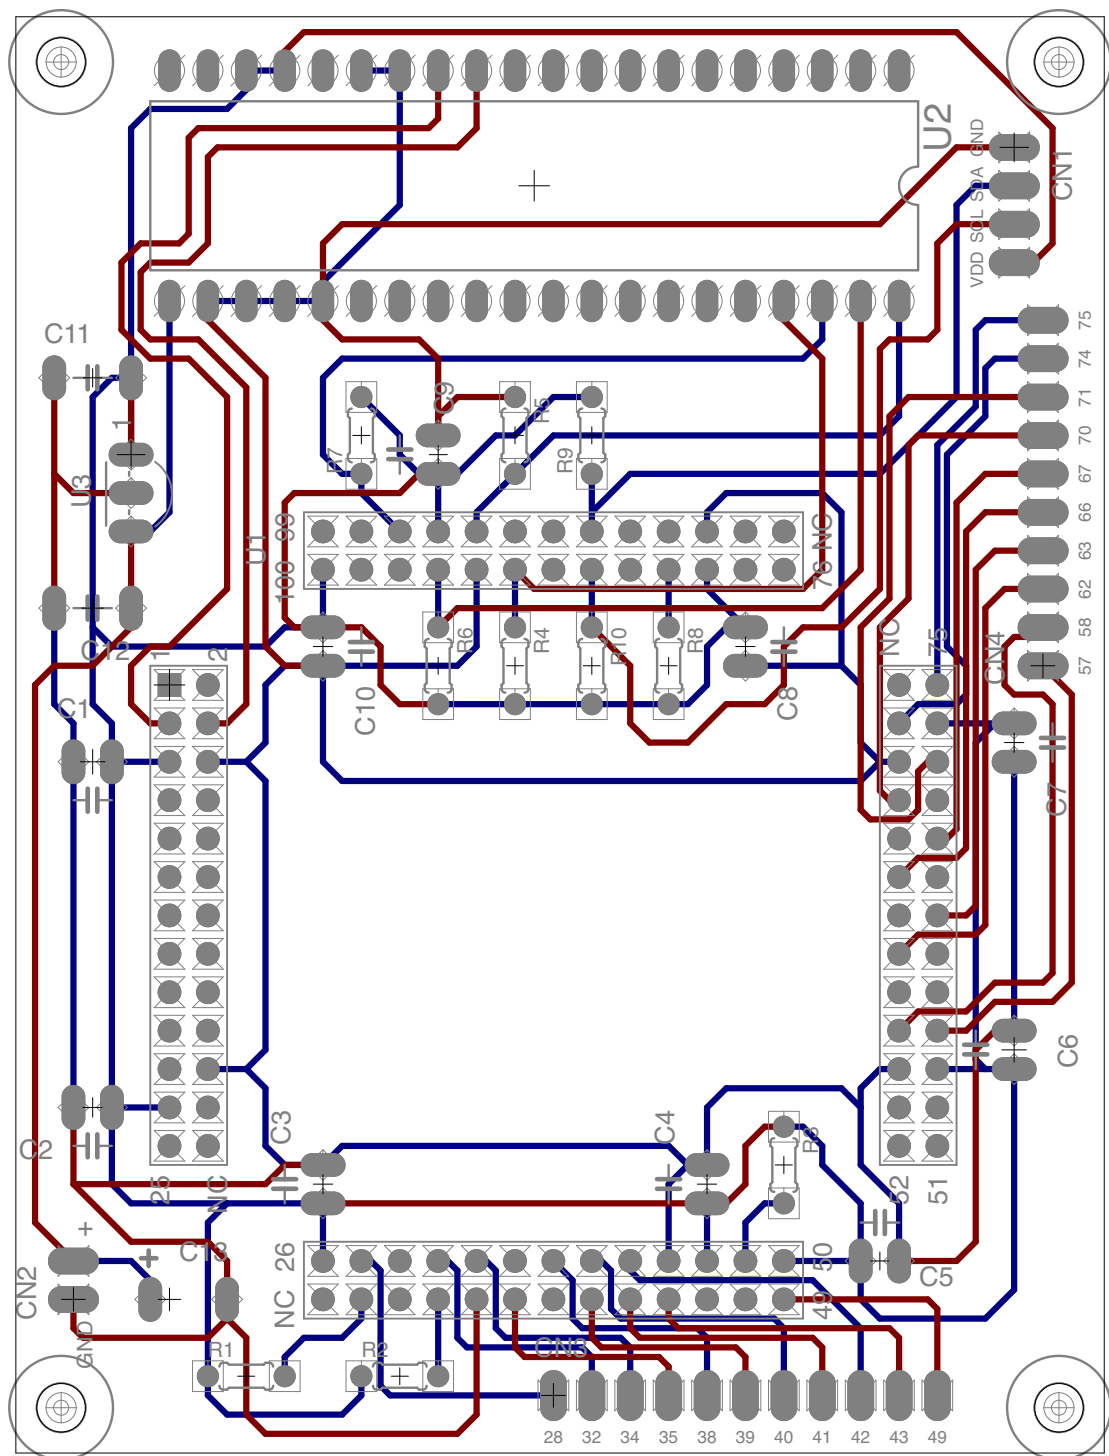 U2
GND
SDA
SCL
VDD
CN1
75
74
71
70
67
66
63
62
58
57
CN4
C11
1
U3
C12
C9
R5
R7
R9
U1
99
100
NC
76
R6
R4
R10
R8
C10
C8
1
2
C1
NC
75
C7
C6
C2
25
NC
C3
C4
R3
52
51
C5
26
NC
50
49
+
+
C13
CN2
GND
R1
R2
CN3
28 32 34 35 38 39 40 41 42 43 49